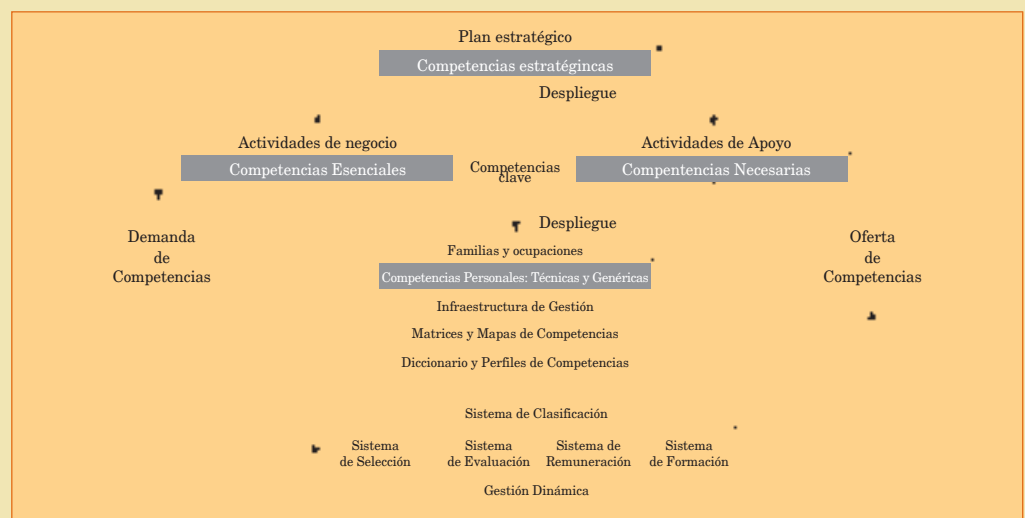 Plan estratégico
Competencias estratégincas
Despliegue
Actividades de negocio
Actividades de Apoyo
Competencias Esenciales
Competencias
clave
Compentencias Necesarias
Despliegue
Demanda
de
Competencias
Familias y ocupaciones
Oferta
de
Competencias
Competencias Personales: Técnicas y Genéricas
Infraestructura de Gestión
Matrices y Mapas de Competencias
Diccionario y Perfiles de Competencias
Sistema de Clasificación
Sistema
de Selección
Sistema
de Evaluación
Sistema de
Remuneración
Sistema
de Formación
Gestión Dinámica